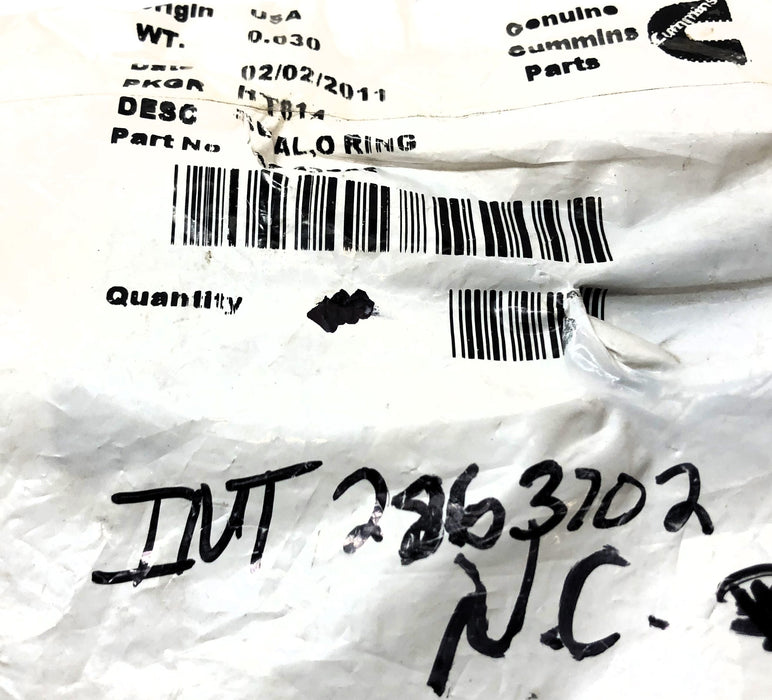 USA
WT. 0.030
Genuine
Cummins
Parts
Cummins
02/02/2011
PKGR
DESC
Part No AL,O RING
Quantity
INT 2863702
N.C.